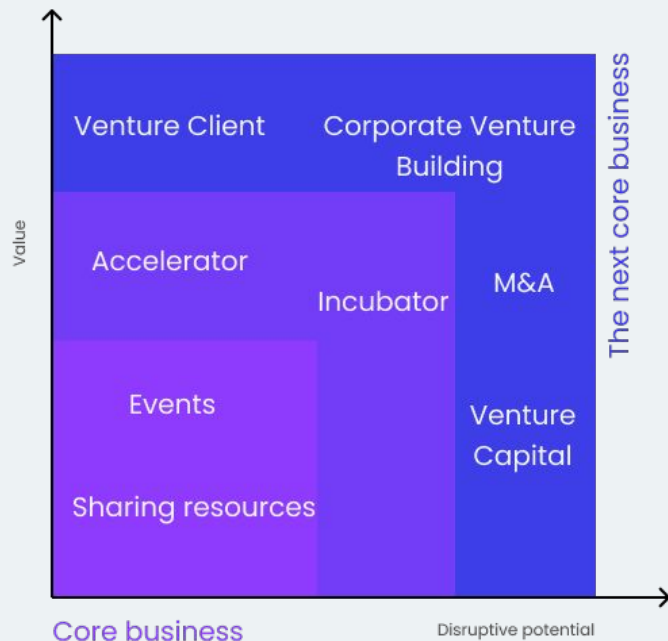 Venture Client
Corporate Venture
Building
The next core business
Value
Accelerator
Incubator
M&A
Events
Venture
Capital
Sharing resources
Core business
Disruptive potential